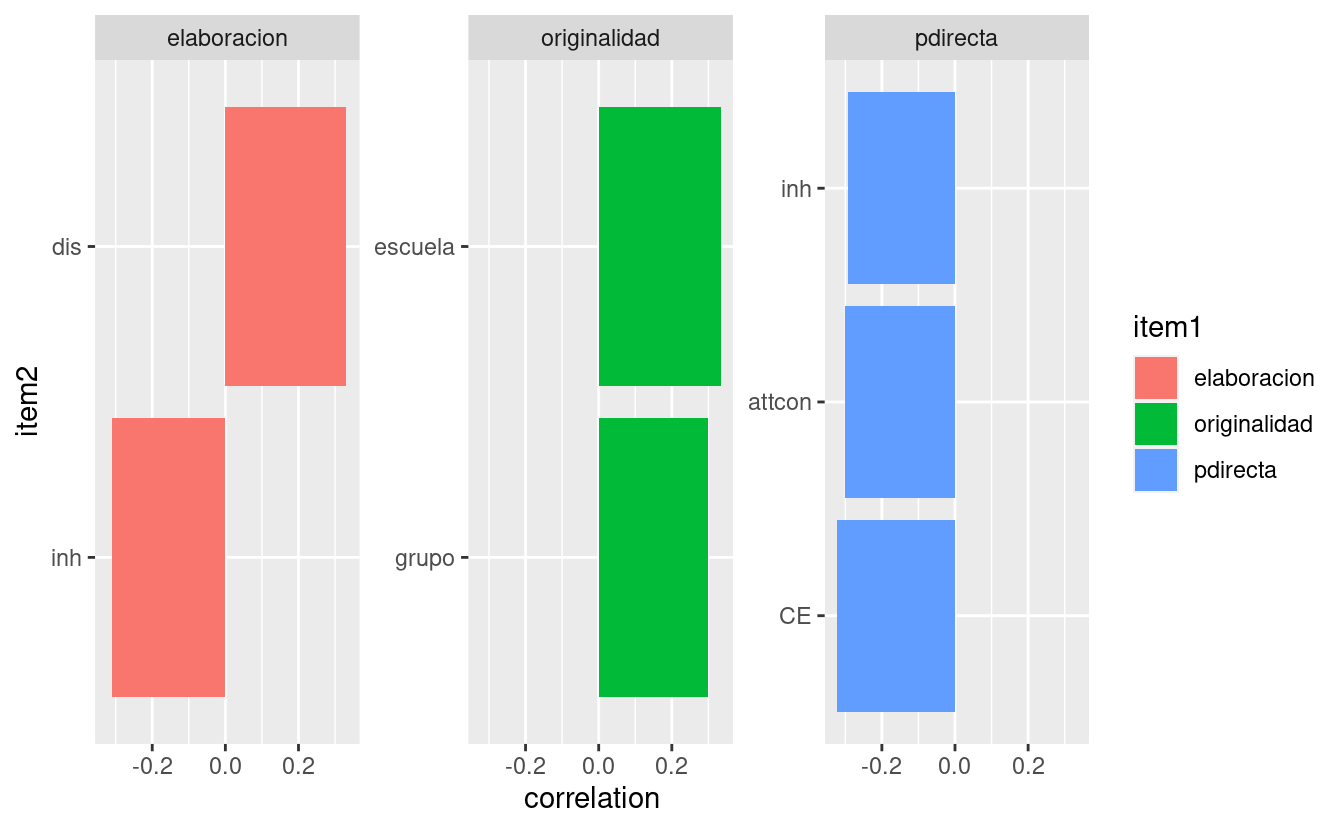 elaboracion
originalidad
pdirecta
item2
dis
inh
escuela
grupo
inh
attcon
CE
-0.2 0.0 0.2
-0.2 0.0 0.2
-0.2 0.0 0.2
correlation
item1
elaboracion
originalidad
pdirecta